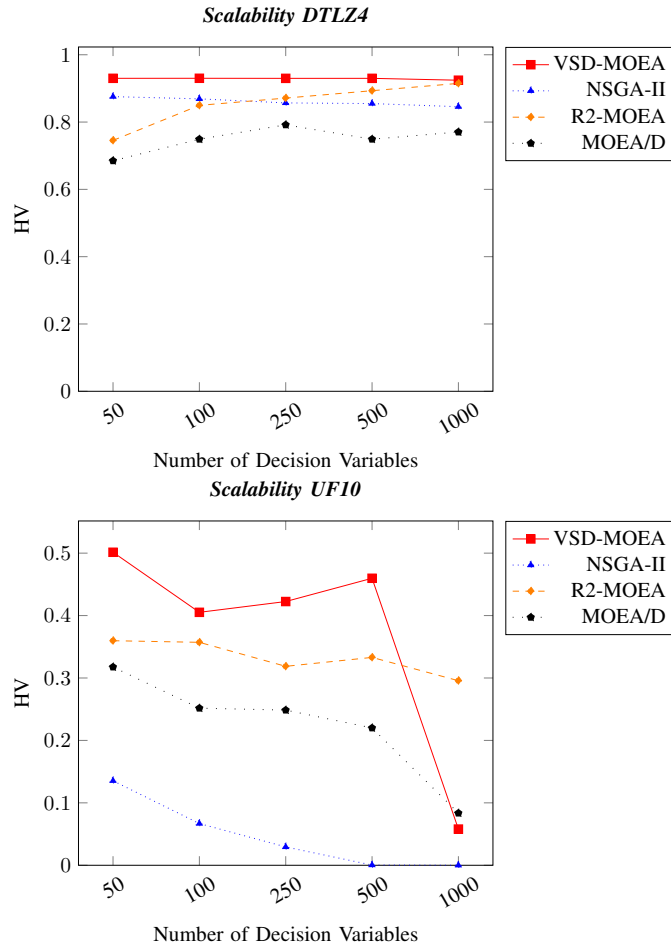 Scalability DTLZ4
1
0.8
0.6
0.4
0.2
0
HV
50
100
250
500
1000
Number of Decision Variables
VSD-MOEA
NSGA-II
R2-MOEA
MOEA/D
Scalability UF10
0.5
0.4
0.3
0.2
0.1
0
HV
50
100
250
500
1000
Number of Decision Variables
VSD-MOEA
NSGA-II
R2-MOEA
MOEA/D